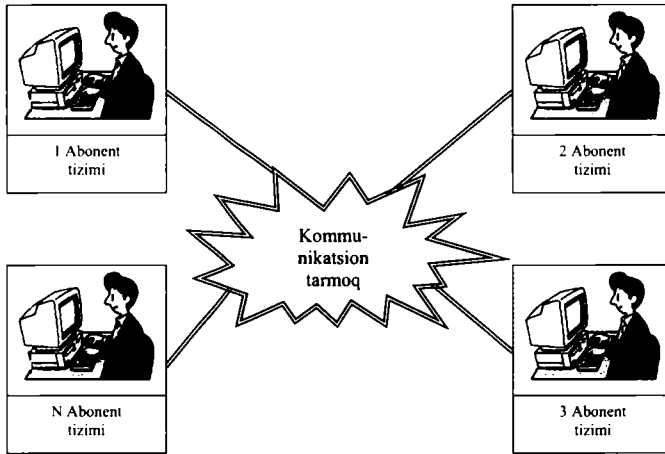 1 Abonent
tizimi
2 Abonent
tizimi
Kommu-
nikatsion
tarmoq
N Abonent
tizimi
3 Abonent
tizimi